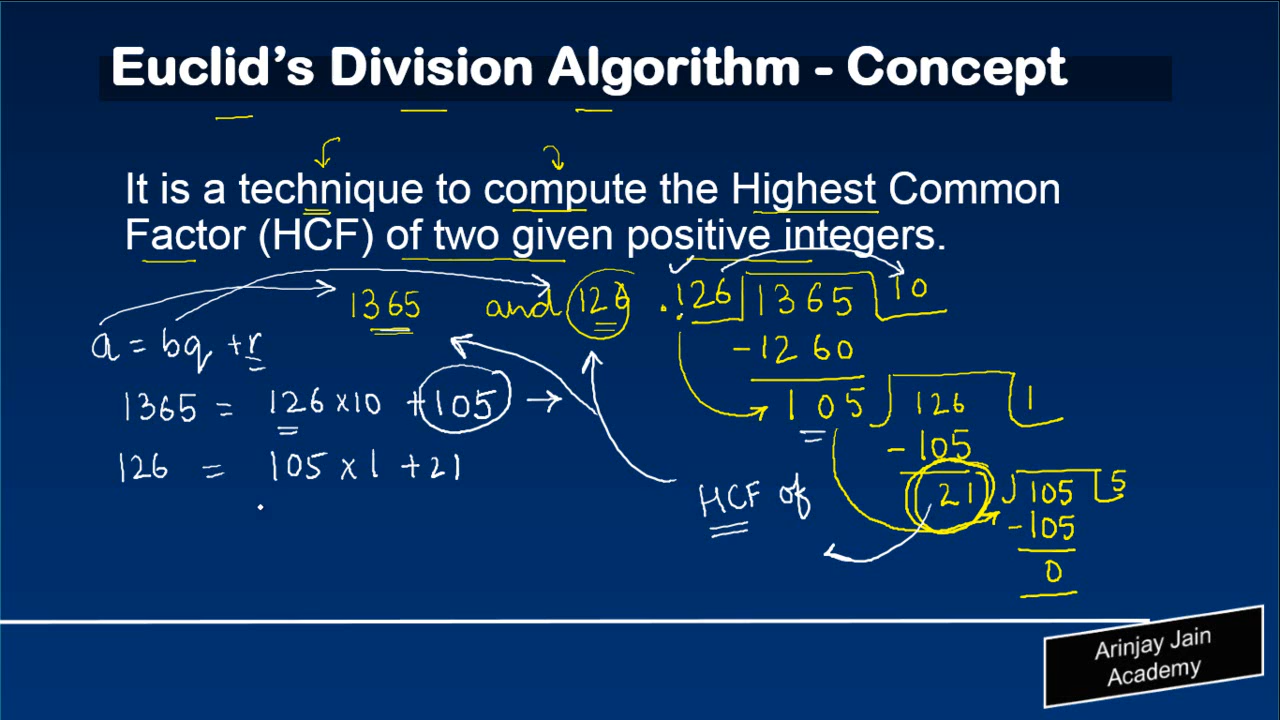 Euclid's Division Algorithm - Concept
It is a technique to compute the Highest Common
Factor (HCF) of two given positive integers.
1365 and 126
a = bq + r
1365 = 126 × 10 + 105
126 = 105 × 1 + 21
HCF of
126 1365 10
-1260
105 126 1
-105
21 105 5
-105
0
Arinjay Jain
Academy